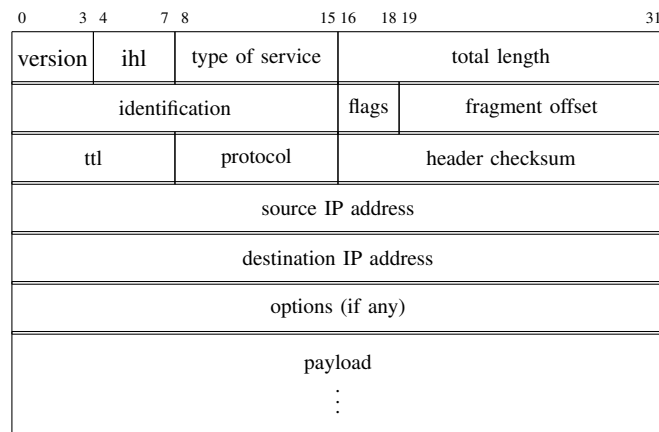 0 3 4 7 8 15 16 18 19 31
version ihl type of service total length
identification flags fragment offset
ttl protocol header checksum
source IP address
destination IP address
options (if any)
payload
⋮